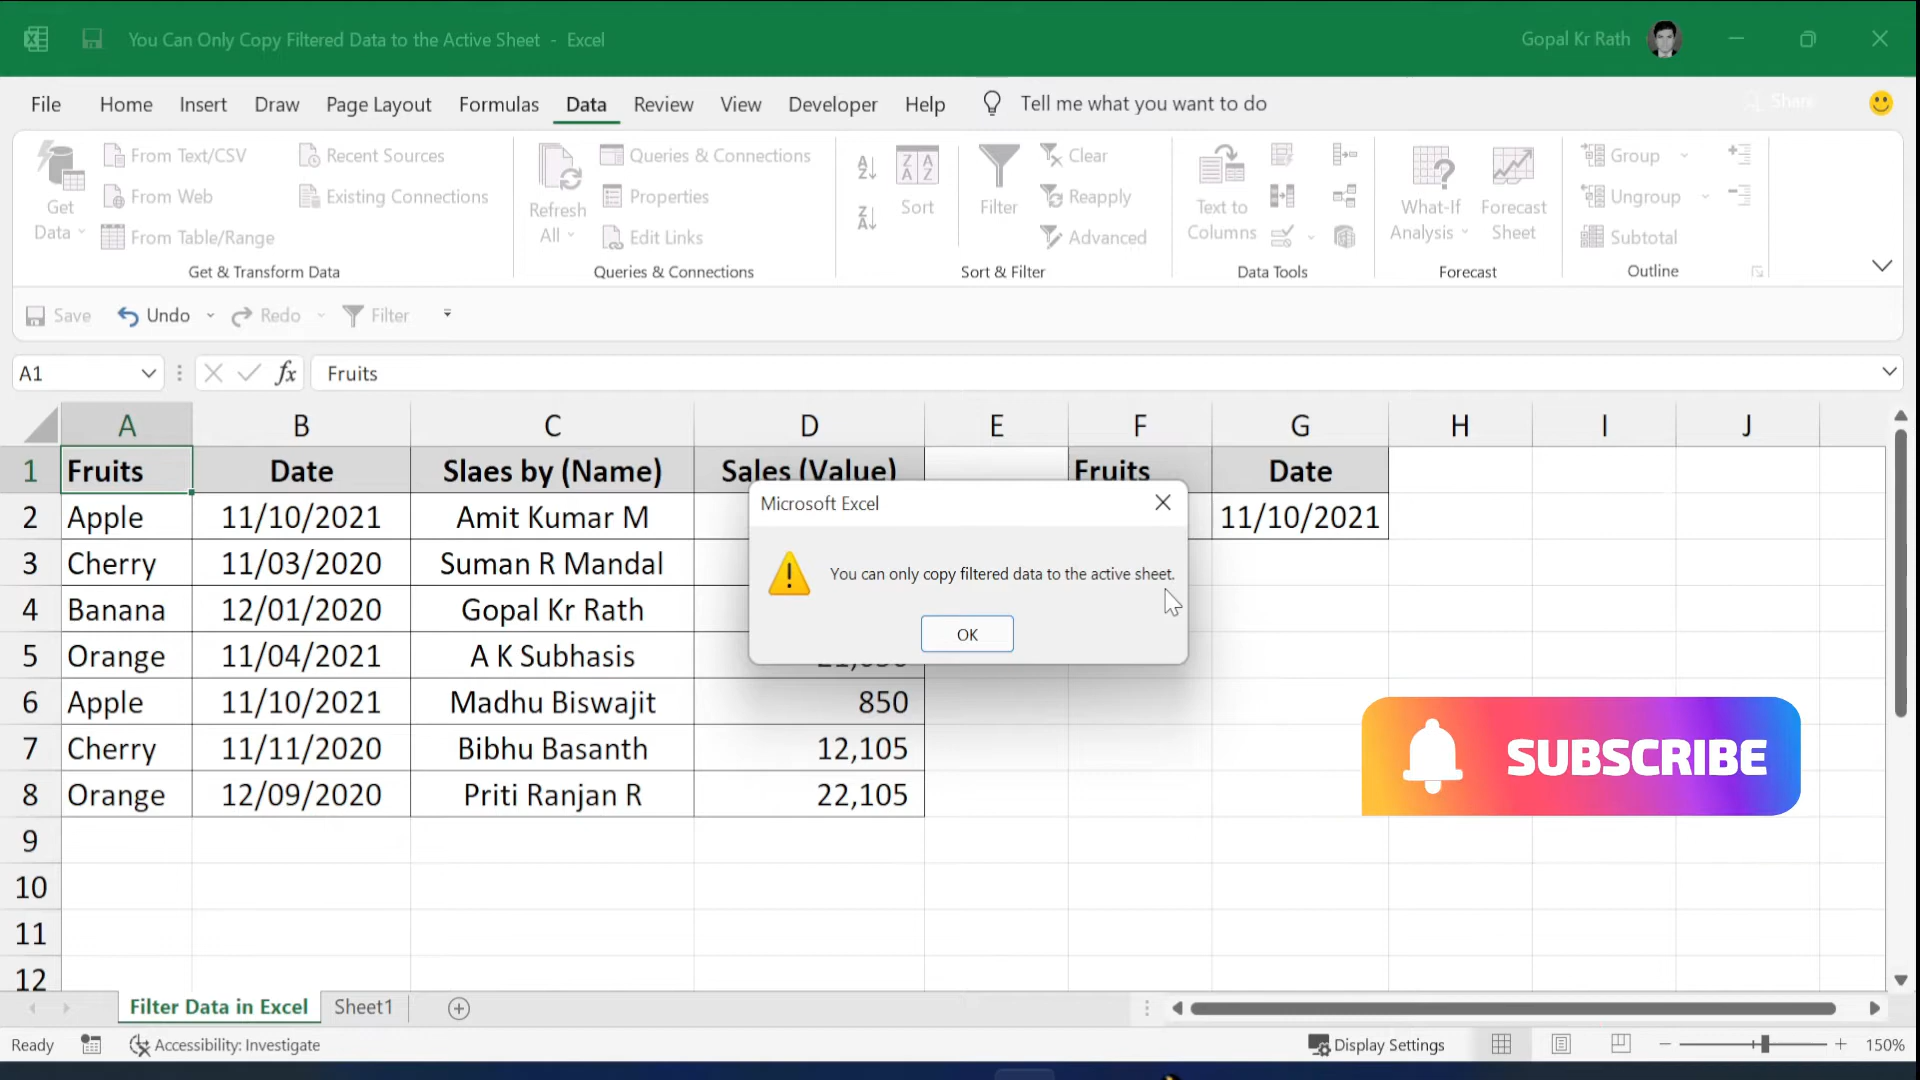 You Can Only Copy Filtered Data to the Active Sheet - Excel
Gopal Kr Rath
File Home Insert Draw Page Layout Formulas Data Review View Developer Help Tell me what you want to do
Share
Get Data
From Text/CSV
From Web
From Table/Range
Recent Sources
Existing Connections
Get & Transform Data
Refresh All
Queries & Connections
Properties
Edit Links
Queries & Connections
Sort
Filter
Clear
Reapply
Advanced
Sort & Filter
Text to Columns
Data Tools
What-If Analysis
Forecast Sheet
Forecast
Group
Ungroup
Subtotal
Outline
Save Undo Redo Filter
A1 fx Fruits
A B C D E F G H I J
1 Fruits Date Slaes by (Name) Sales (Value) Fruits Date
2 Apple 11/10/2021 Amit Kumar M 11/10/2021
3 Cherry 11/03/2020 Suman R Mandal
4 Banana 12/01/2020 Gopal Kr Rath
5 Orange 11/04/2021 A K Subhasis
6 Apple 11/10/2021 Madhu Biswajit 850
7 Cherry 11/11/2020 Bibhu Basanth 12,105
8 Orange 12/09/2020 Priti Ranjan R 22,105
9
10
11
12
Microsoft Excel
You can only copy filtered data to the active sheet.
OK
SUBSCRIBE
Filter Data in Excel Sheet1
Ready Accessibility: Investigate Display Settings 150%